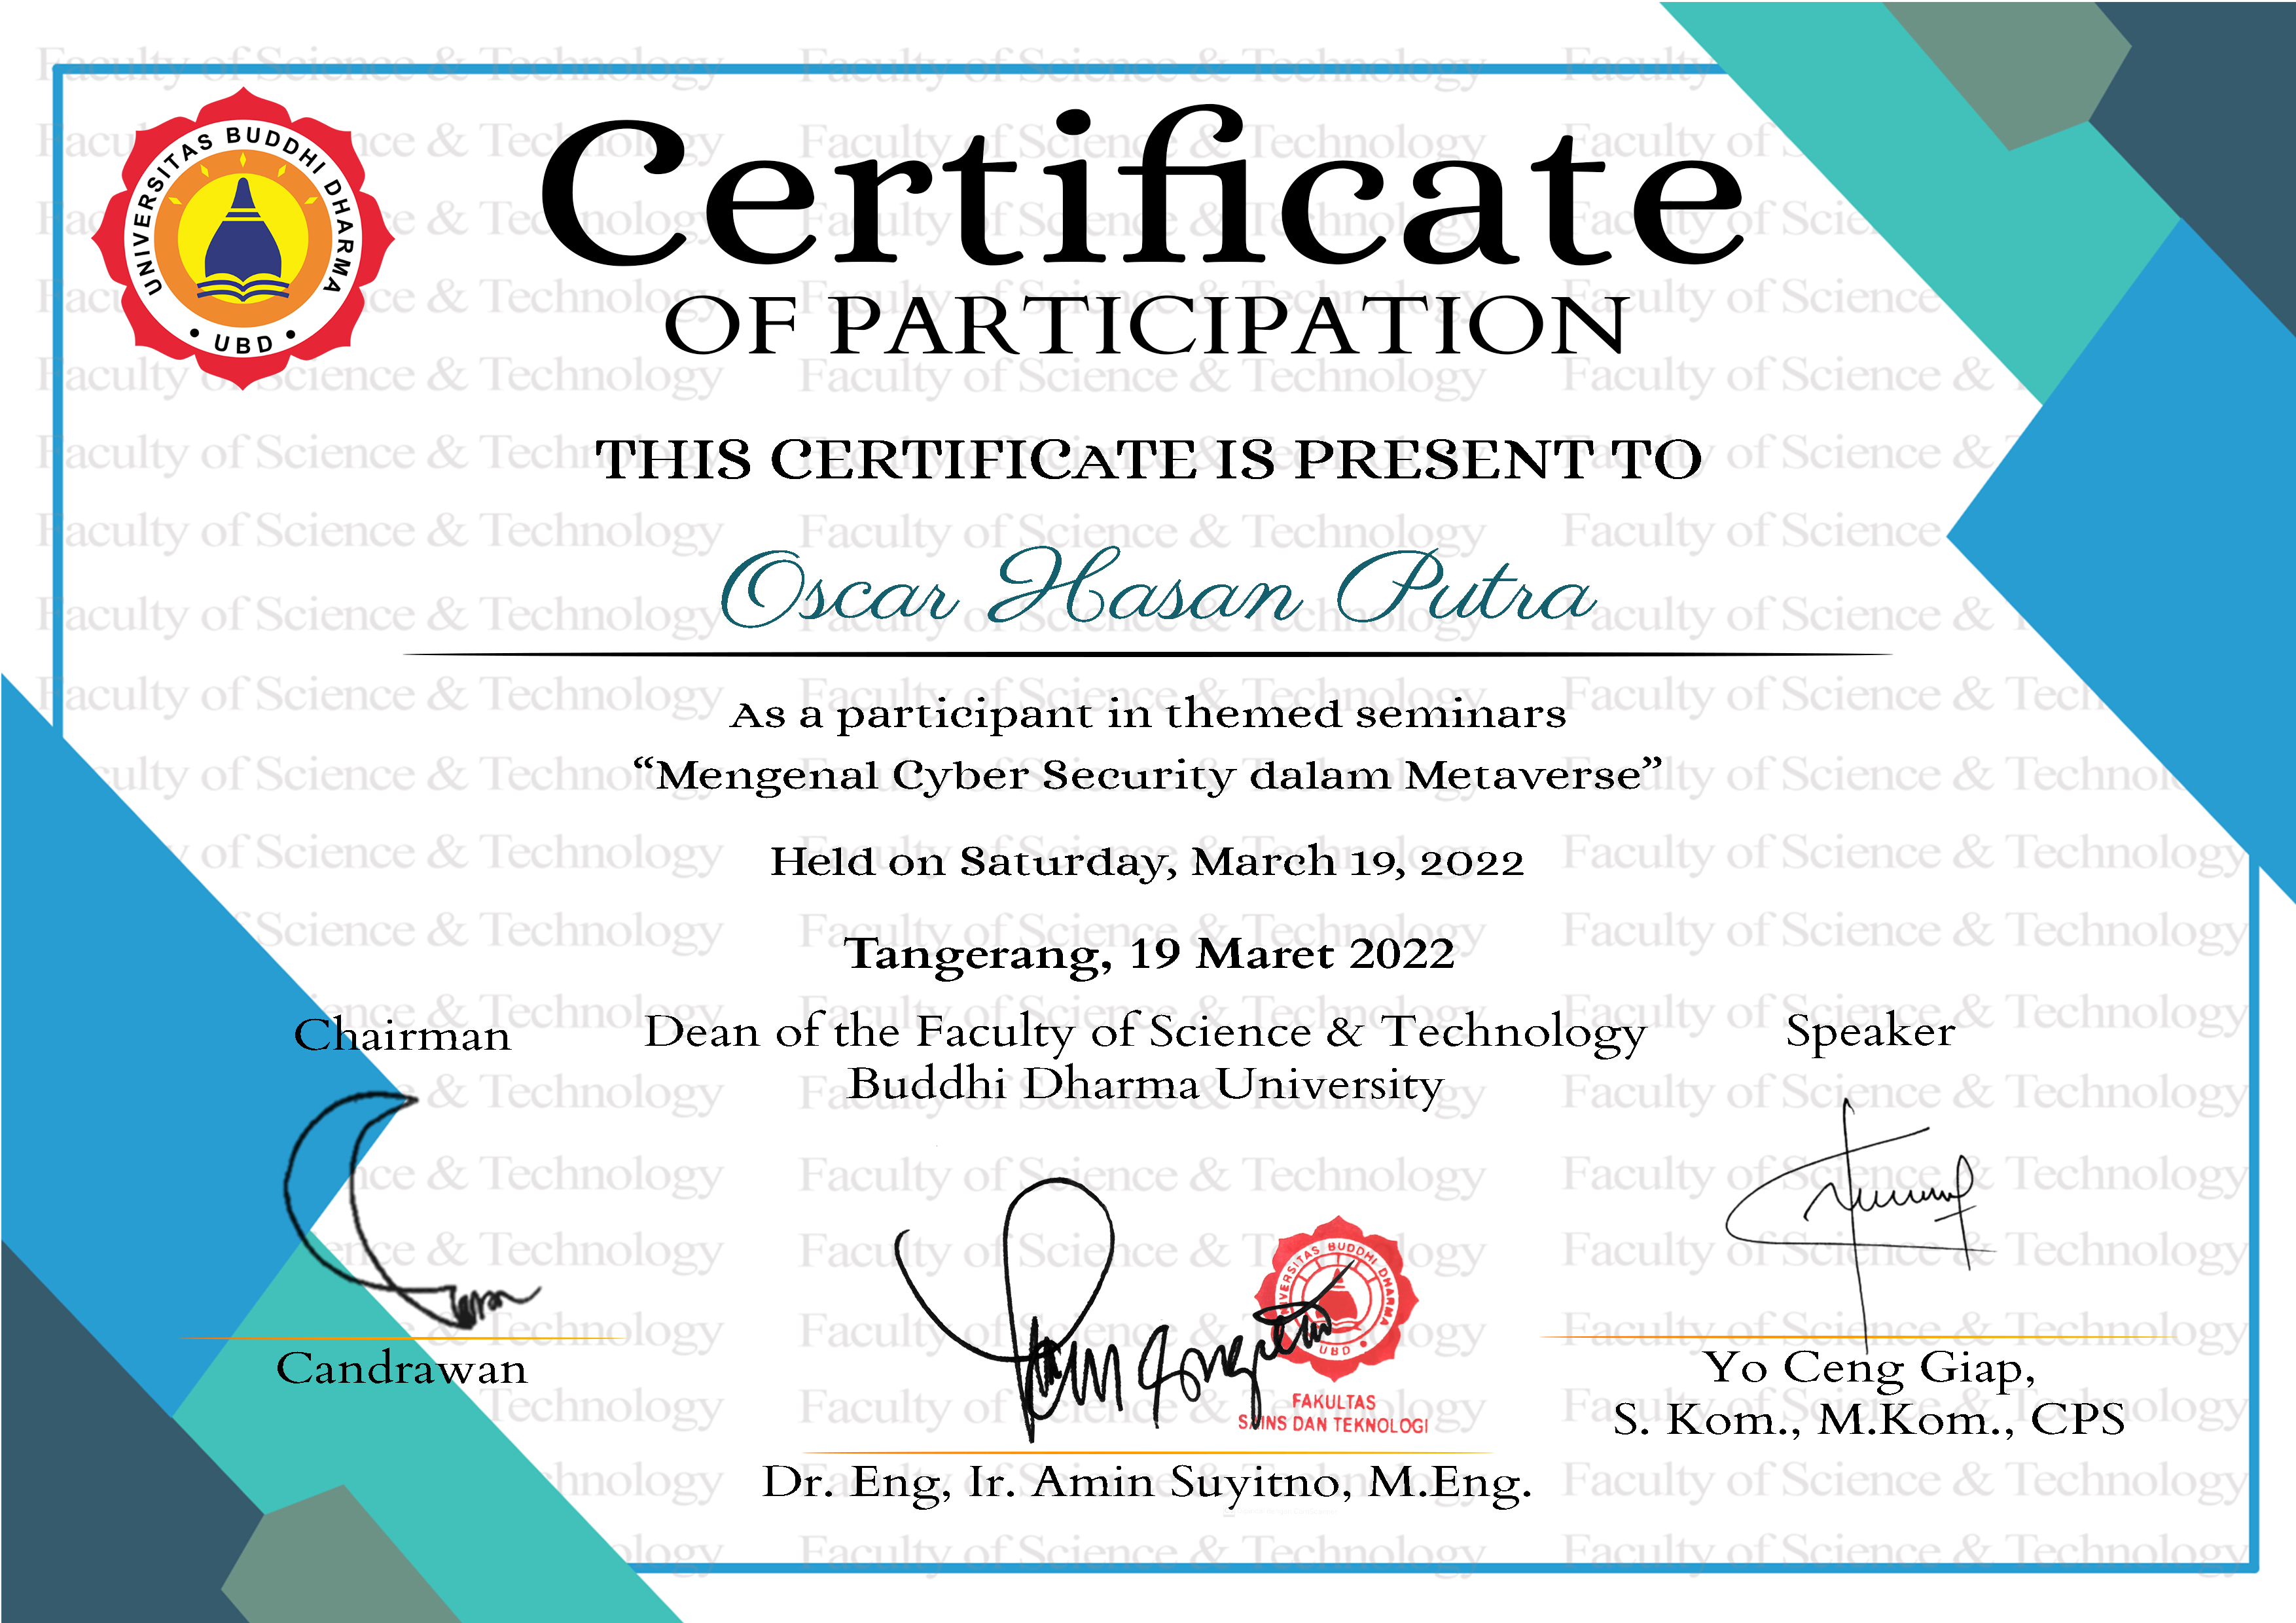 UNIVERSITAS BUDDHI DHARMA
• UBD •
Certificate
OF PARTICIPATION
THIS CERTIFICATE IS PRESENT TO
Oscar Hasan Putra
As a participant in themed seminars
“Mengenal Cyber Security dalam Metaverse”
Held on Saturday, March 19, 2022
Tangerang, 19 Maret 2022
Chairman
Dean of the Faculty of Science & Technology
Buddhi Dharma University
Speaker
UNIVERSITAS BUDDHI DHARMA
UBD
FAKULTAS
SAINS DAN TEKNOLOGI
Candrawan
Dr. Eng, Ir. Amin Suyitno, M.Eng.
Yo Ceng Giap,
S. Kom., M.Kom., CPS
Faculty of Science & Technology